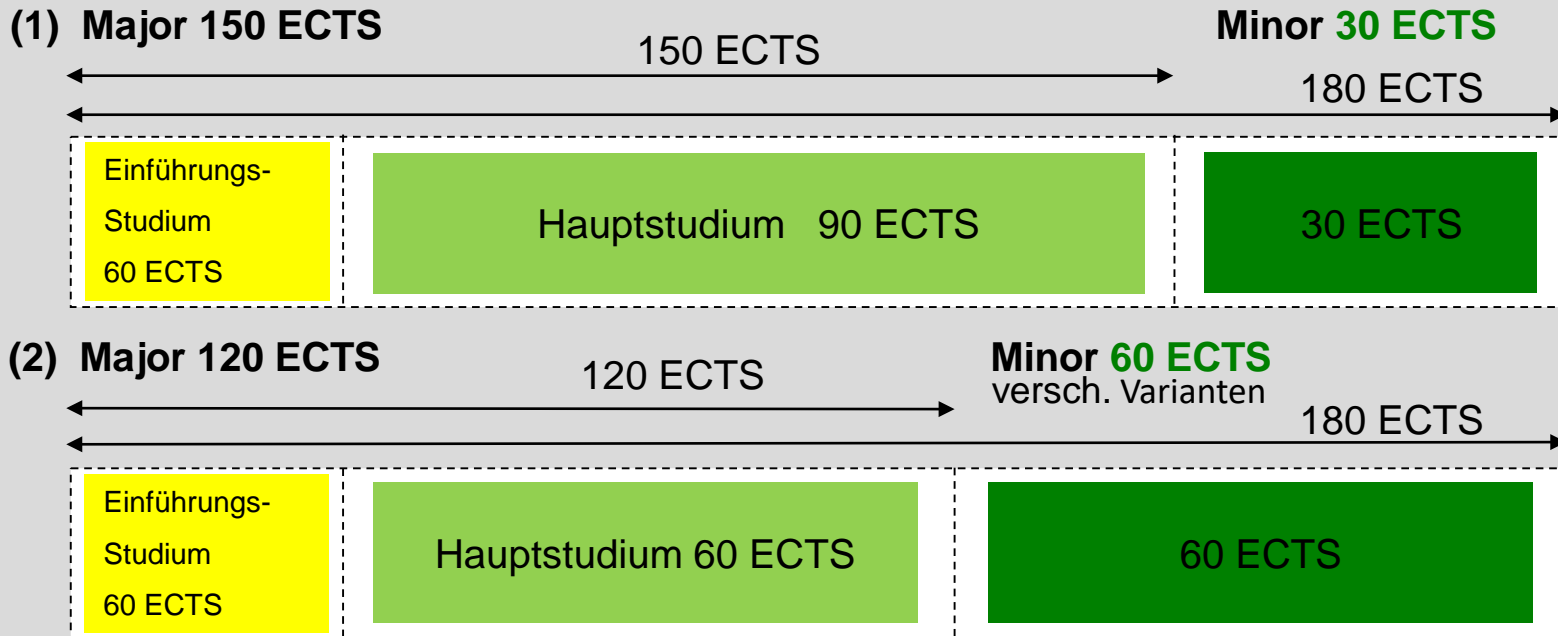 (1) Major 150 ECTS
Minor 30 ECTS
150 ECTS
180 ECTS
Einführungs-
Studium
60 ECTS
Hauptstudium 90 ECTS
30 ECTS
(2) Major 120 ECTS
Minor 60 ECTS
120 ECTS
versch. Varianten
180 ECTS
Einführungs-
Studium
60 ECTS
Hauptstudium 60 ECTS
60 ECTS